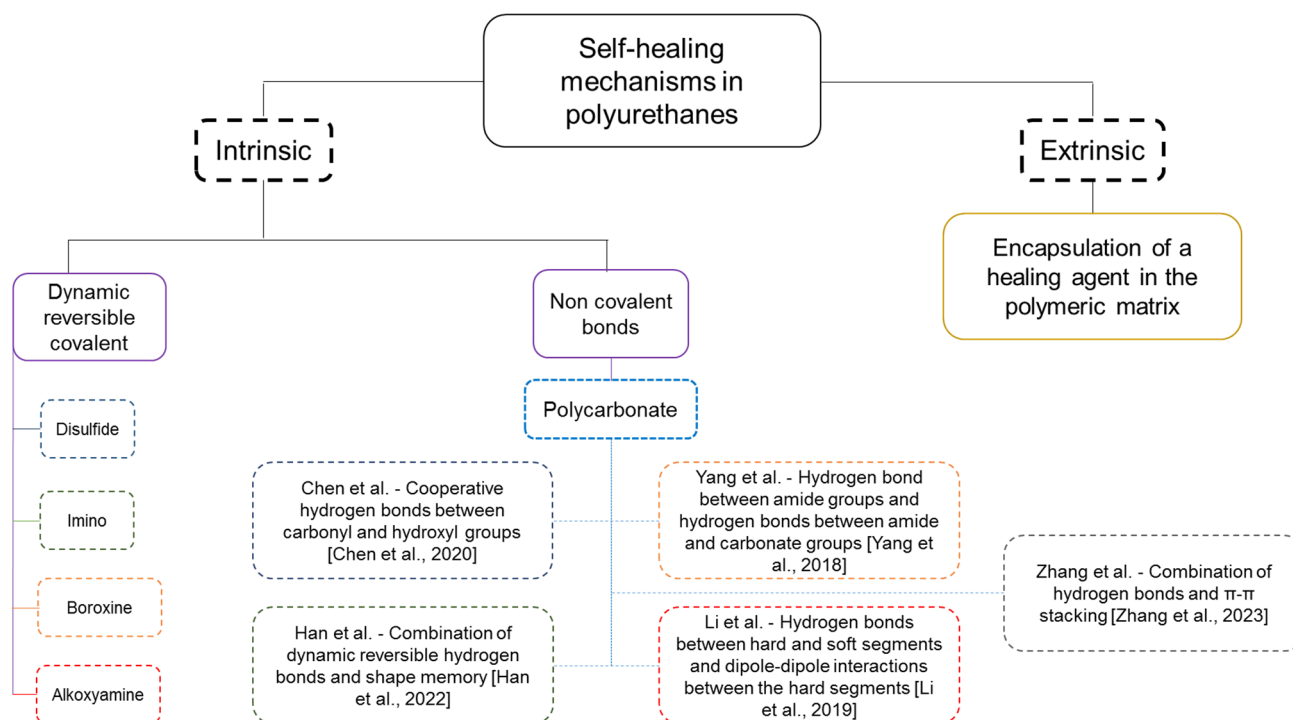 Self-healing
mechanisms in
polyurethanes
Intrinsic
Extrinsic
Encapsulation of a
healing agent in the
polymeric matrix
Dynamic
reversible
covalent
Non covalent
bonds
Polycarbonate
Disulfide
Imino
Boroxine
Alkoxyamine
Chen et al. - Cooperative
hydrogen bonds between
carbonyl and hydroxyl groups
[Chen et al., 2020]
Yang et al. - Hydrogen bond
between amide groups and
hydrogen bonds between amide
and carbonate groups [Yang et
al., 2018]
Zhang et al. - Combination of
hydrogen bonds and π-π
stacking [Zhang et al., 2023]
Han et al. - Combination of
dynamic reversible hydrogen
bonds and shape memory [Han
et al., 2022]
Li et al. - Hydrogen bonds
between hard and soft segments
and dipole-dipole interactions
between the hard segments [Li
et al., 2019]